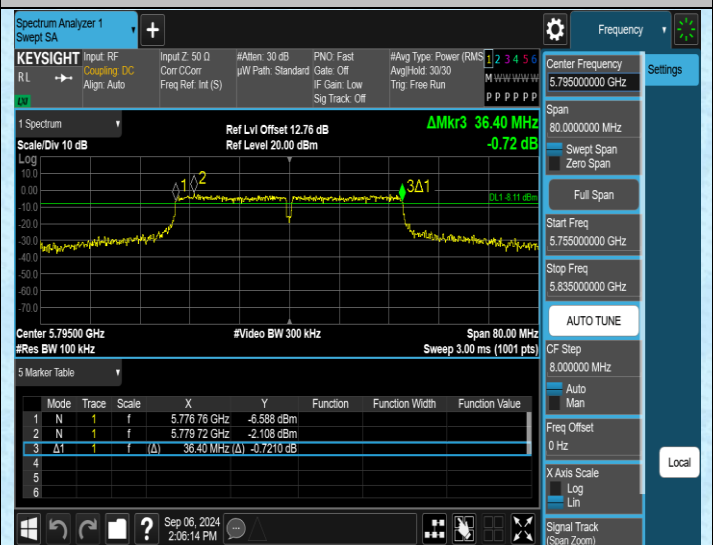 Spectrum Analyzer 1
Swept SA
+
Frequency
KEYSIGHT
RL
LM
Input: RF
Coupling: DC
Align: Auto
Input Z: 50 Ω
Corr CCorr
Freq Ref: Int (S)
#Atten: 30 dB
µW Path: Standard
PNO: Fast
Gate: Off
IF Gain: Low
Sig Track: Off
#Avg Type: Power (RMS
Avg|Hold: 30/30
Trig: Free Run
1 2 3 4 5 6
M W W W W W
P P P P P P
1 Spectrum
Scale/Div 10 dB
Ref Lvl Offset 12.76 dB
Ref Level 20.00 dBm
ΔMkr3 36.40 MHz
-0.72 dB
Log
10.0
0.00
-10.0
-20.0
-30.0
-40.0
-50.0
-60.0
-70.0
1
2
3Δ1
DL1 -8.11 dBm
Center 5.79500 GHz
#Res BW 100 kHz
#Video BW 300 kHz
Span 80.00 MHz
Sweep 3.00 ms (1001 pts)
5 Marker Table
Mode Trace Scale X Y Function Function Width Function Value
1 N 1 f 5.776 76 GHz -6.588 dBm
2 N 1 f 5.779 72 GHz -2.108 dBm
3 Δ1 1 f (Δ) 36.40 MHz (Δ) -0.7210 dB
4
5
6
?
Sep 06, 2024
2:06:14 PM
Center Frequency
5.795000000 GHz
Settings
Span
80.0000000 MHz
Swept Span
Zero Span
Full Span
Start Freq
5.755000000 GHz
Stop Freq
5.835000000 GHz
AUTO TUNE
CF Step
8.000000 MHz
Auto
Man
Freq Offset
0 Hz
X Axis Scale
Log
Lin
Local
Signal Track
(Span Zoom)